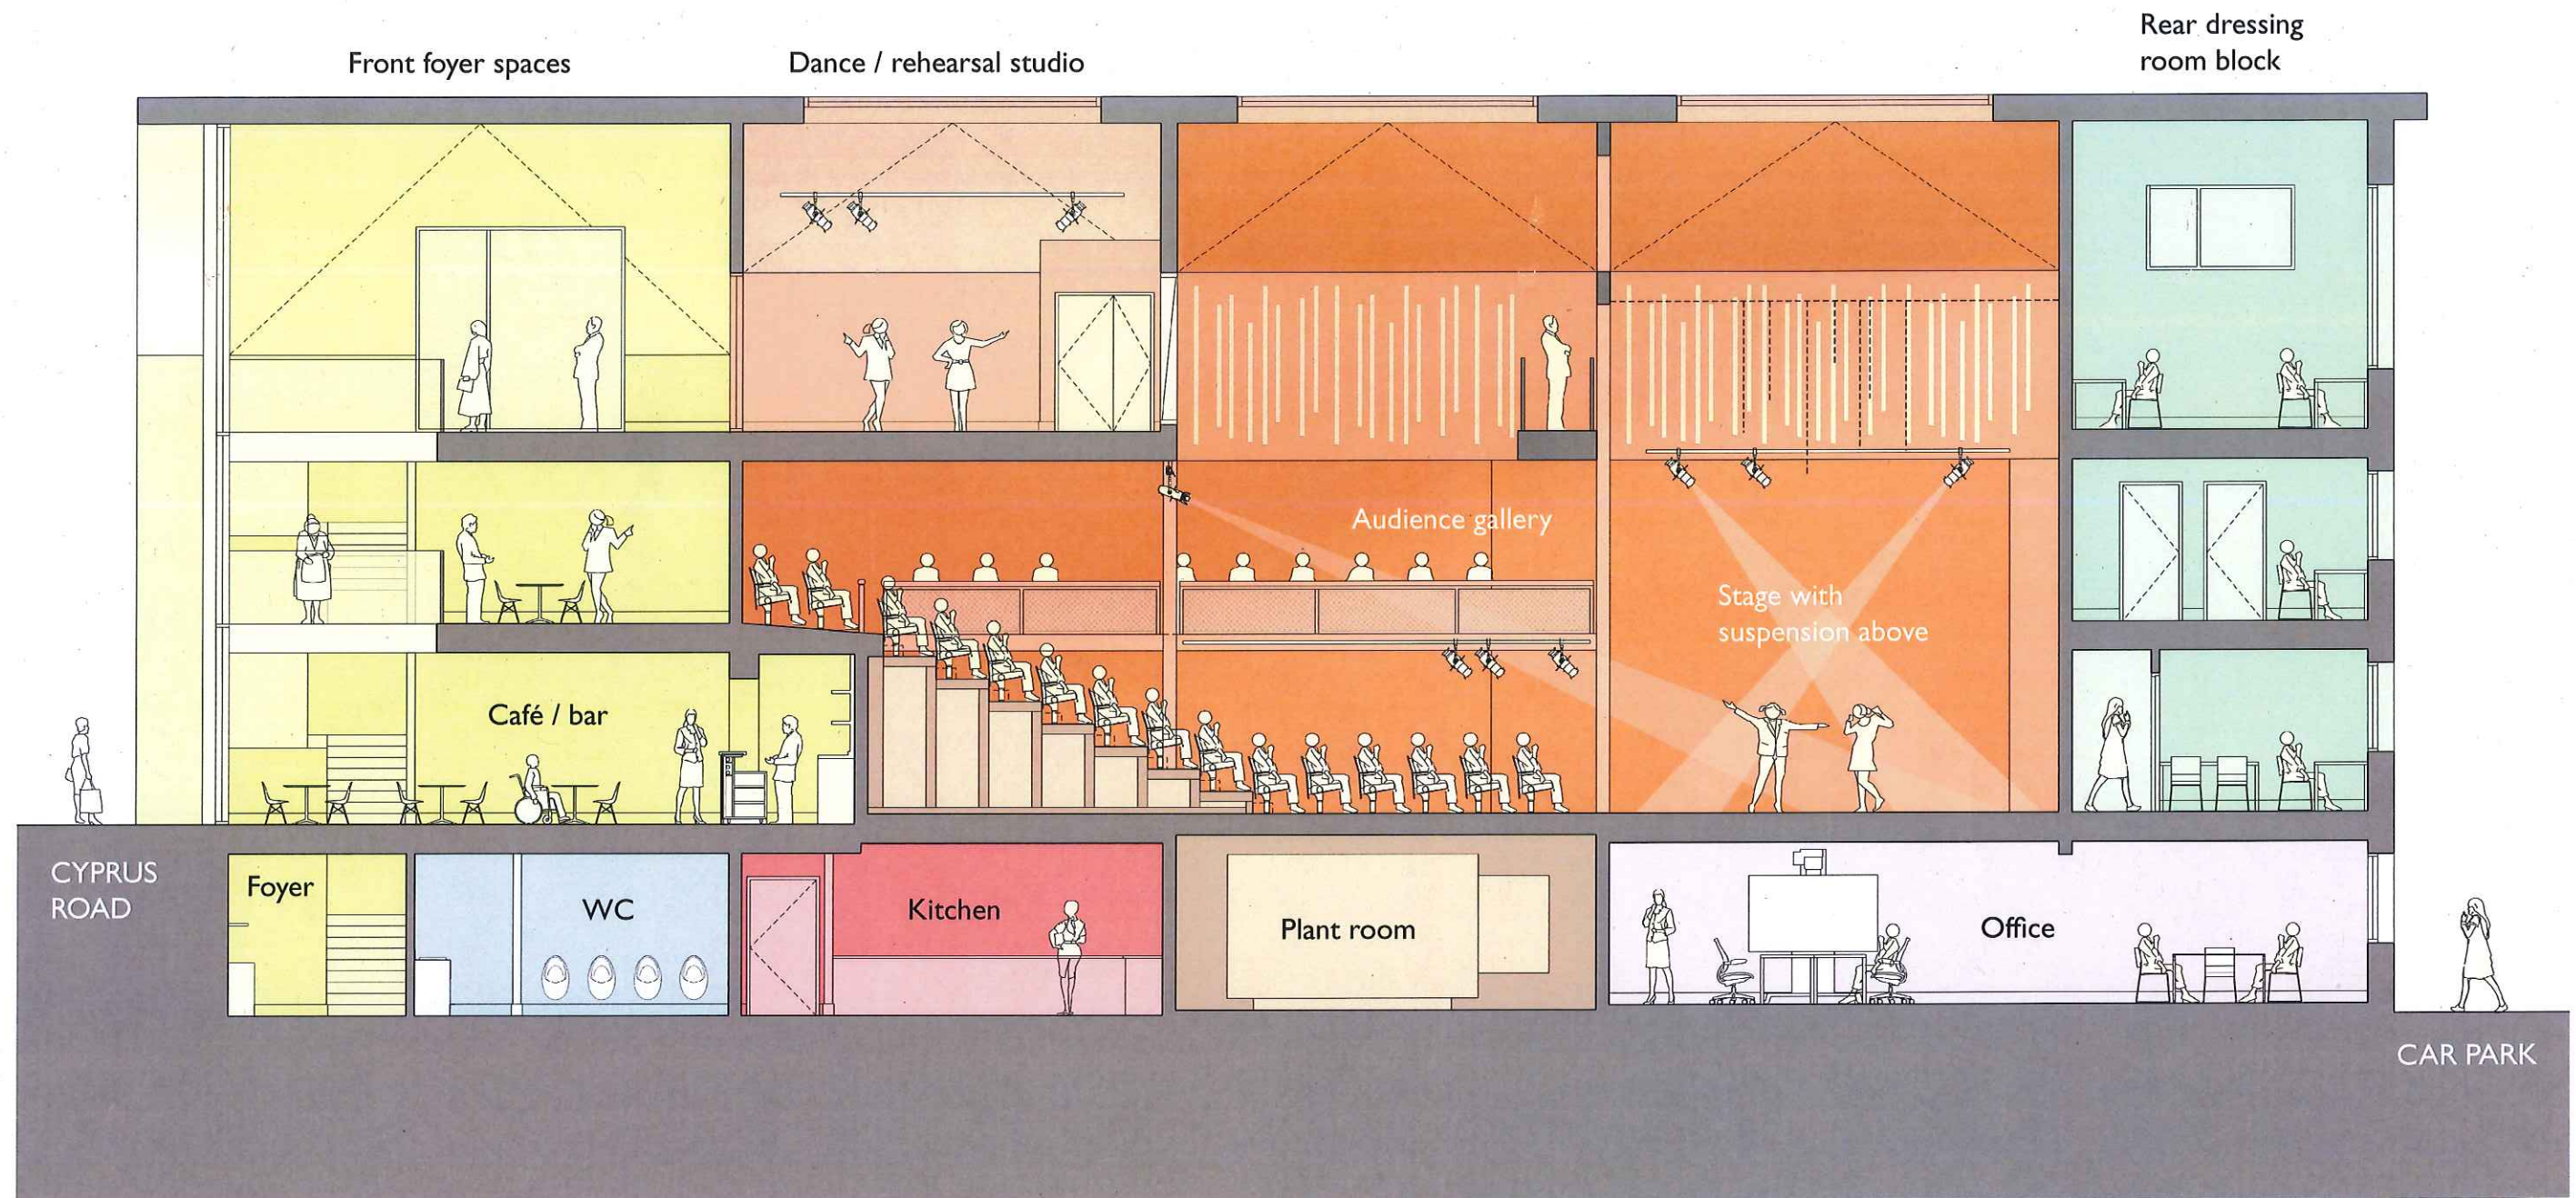 Front foyer spaces
Dance / rehearsal studio
Rear dressing
room block
Audience gallery
Stage with
suspension above
Café / bar
CYPRUS
ROAD
Foyer
WC
Kitchen
Plant room
Office
CAR PARK